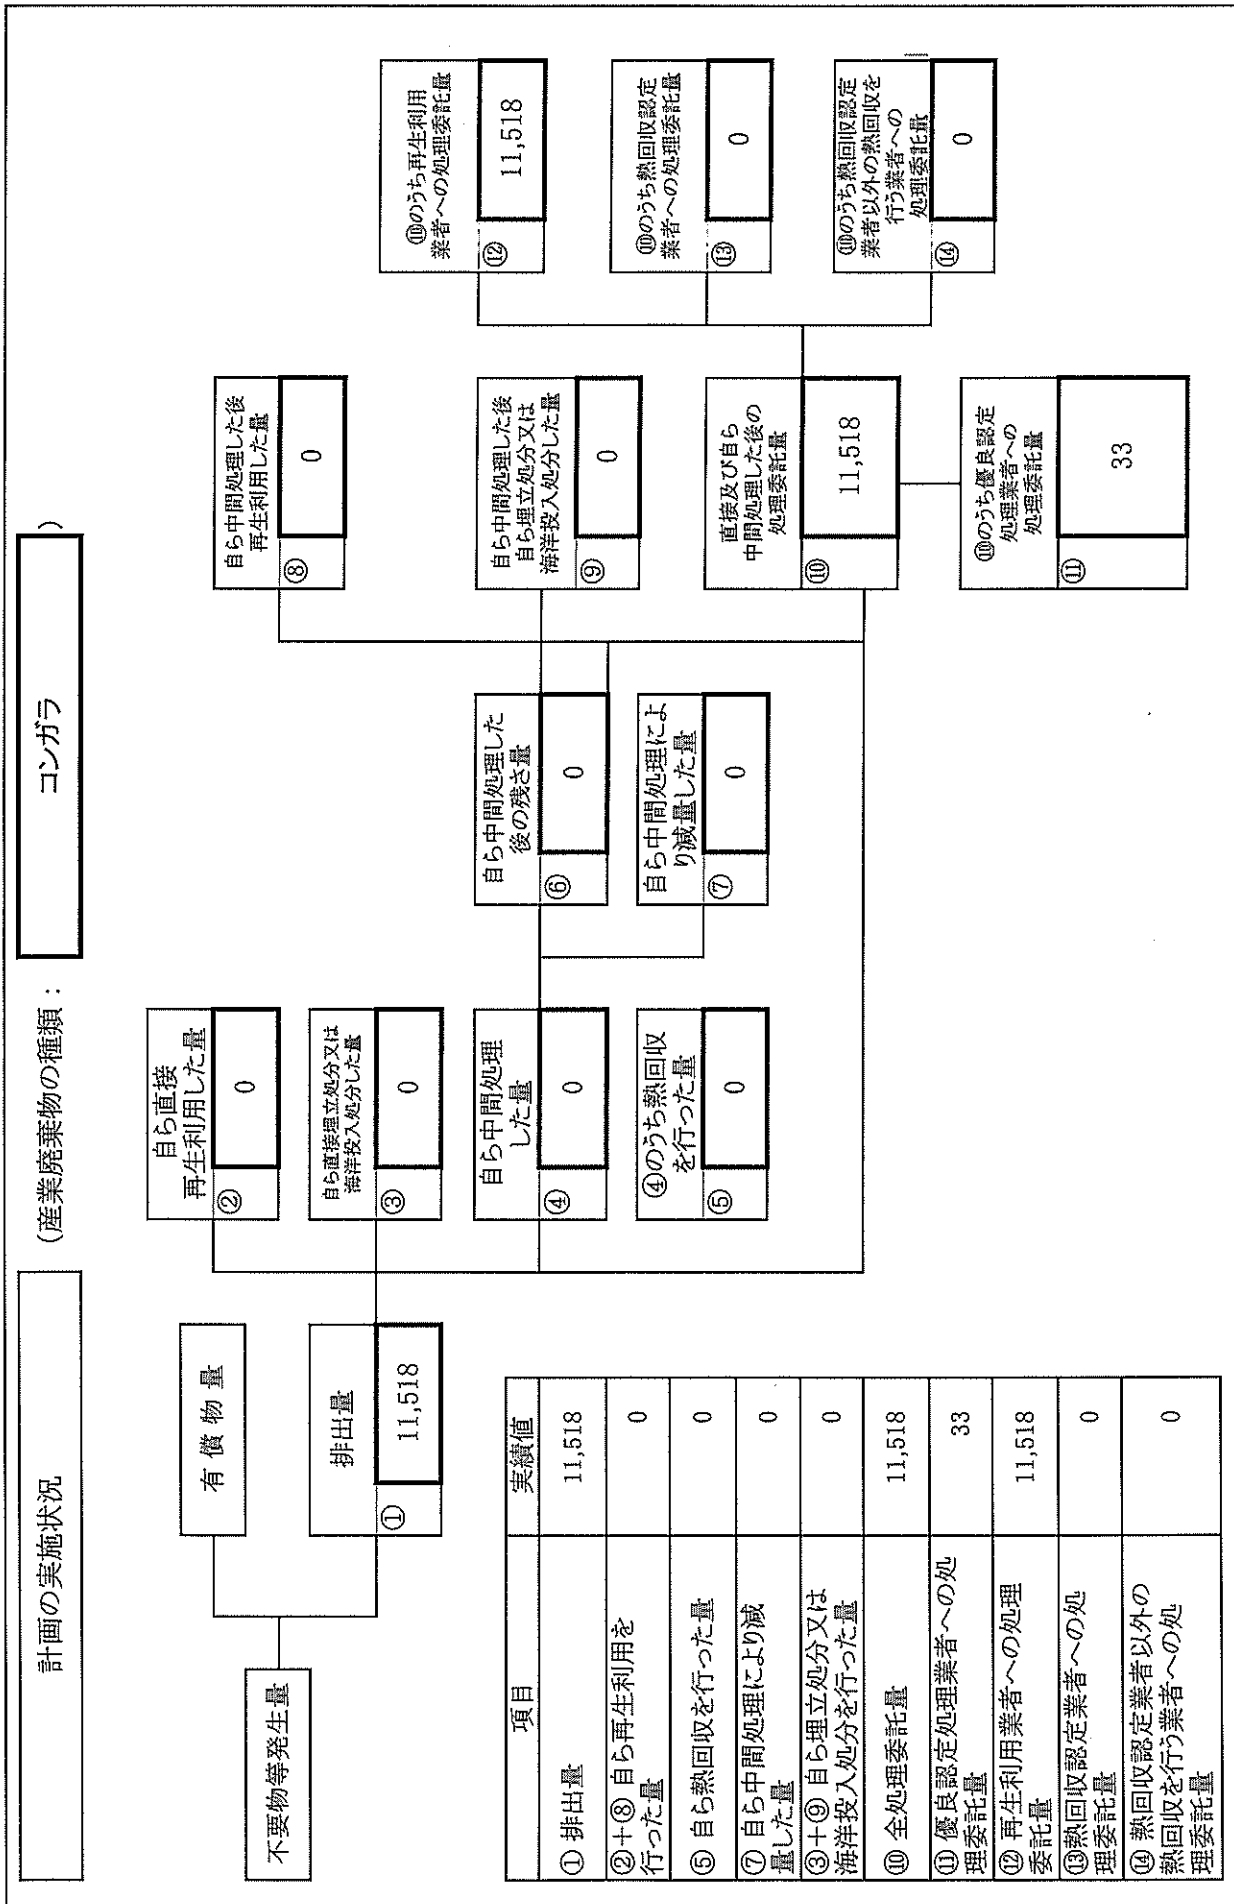 計画の実施状況
(産業廃棄物の種類：
コンガラ
)
不要物等発生量
有 償 物 量
排出量
①
11,518
自ら直接
再生利用した量
②
0
自ら直接埋立処分又は
海洋投入処分した量
③
0
自ら中間処理
した量
④
0
④のうち熱回収
を行った量
⑤
0
自ら中間処理した
後の残さ量
⑥
0
自ら中間処理によ
り減量した量
⑦
0
自ら中間処理した後
再生利用した量
⑧
0
自ら中間処理した後
自ら埋立処分又は
海洋投入処分した量
⑨
0
直接及び自ら
中間処理した後の
処理委託量
⑩
11,518
⑩のうち優良認定
処理業者への
処理委託量
⑪
33
⑩のうち再生利用
業者への処理委託量
⑫
11,518
⑩のうち熱回収認定
業者への処理委託量
⑬
0
⑩のうち熱回収認定
業者以外の熱回収を
行う業者への
処理委託量
⑭
0
項目
実績値
① 排出量
11,518
②＋⑧ 自ら再生利用を
行った量
0
⑤ 自ら熱回収を行った量
0
⑦ 自ら中間処理により減
量した量
0
③＋⑨ 自ら埋立処分又は
海洋投入処分を行った量
0
⑩ 全処理委託量
11,518
⑪ 優良認定処理業者への処
理委託量
33
⑫ 再生利用業者への処理
委託量
11,518
⑬熱回収認定業者への処
理委託量
0
⑭ 熱回収認定業者以外の
熱回収を行う業者への処
理委託量
0